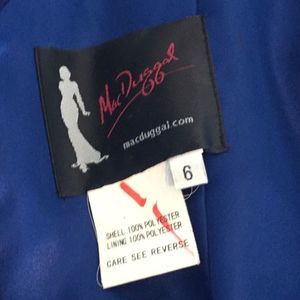 Mac Duggal
macduggal.com
6
SHELL 100% POLYESTER
LINING 100% POLYESTER
CARE SEE REVERSE